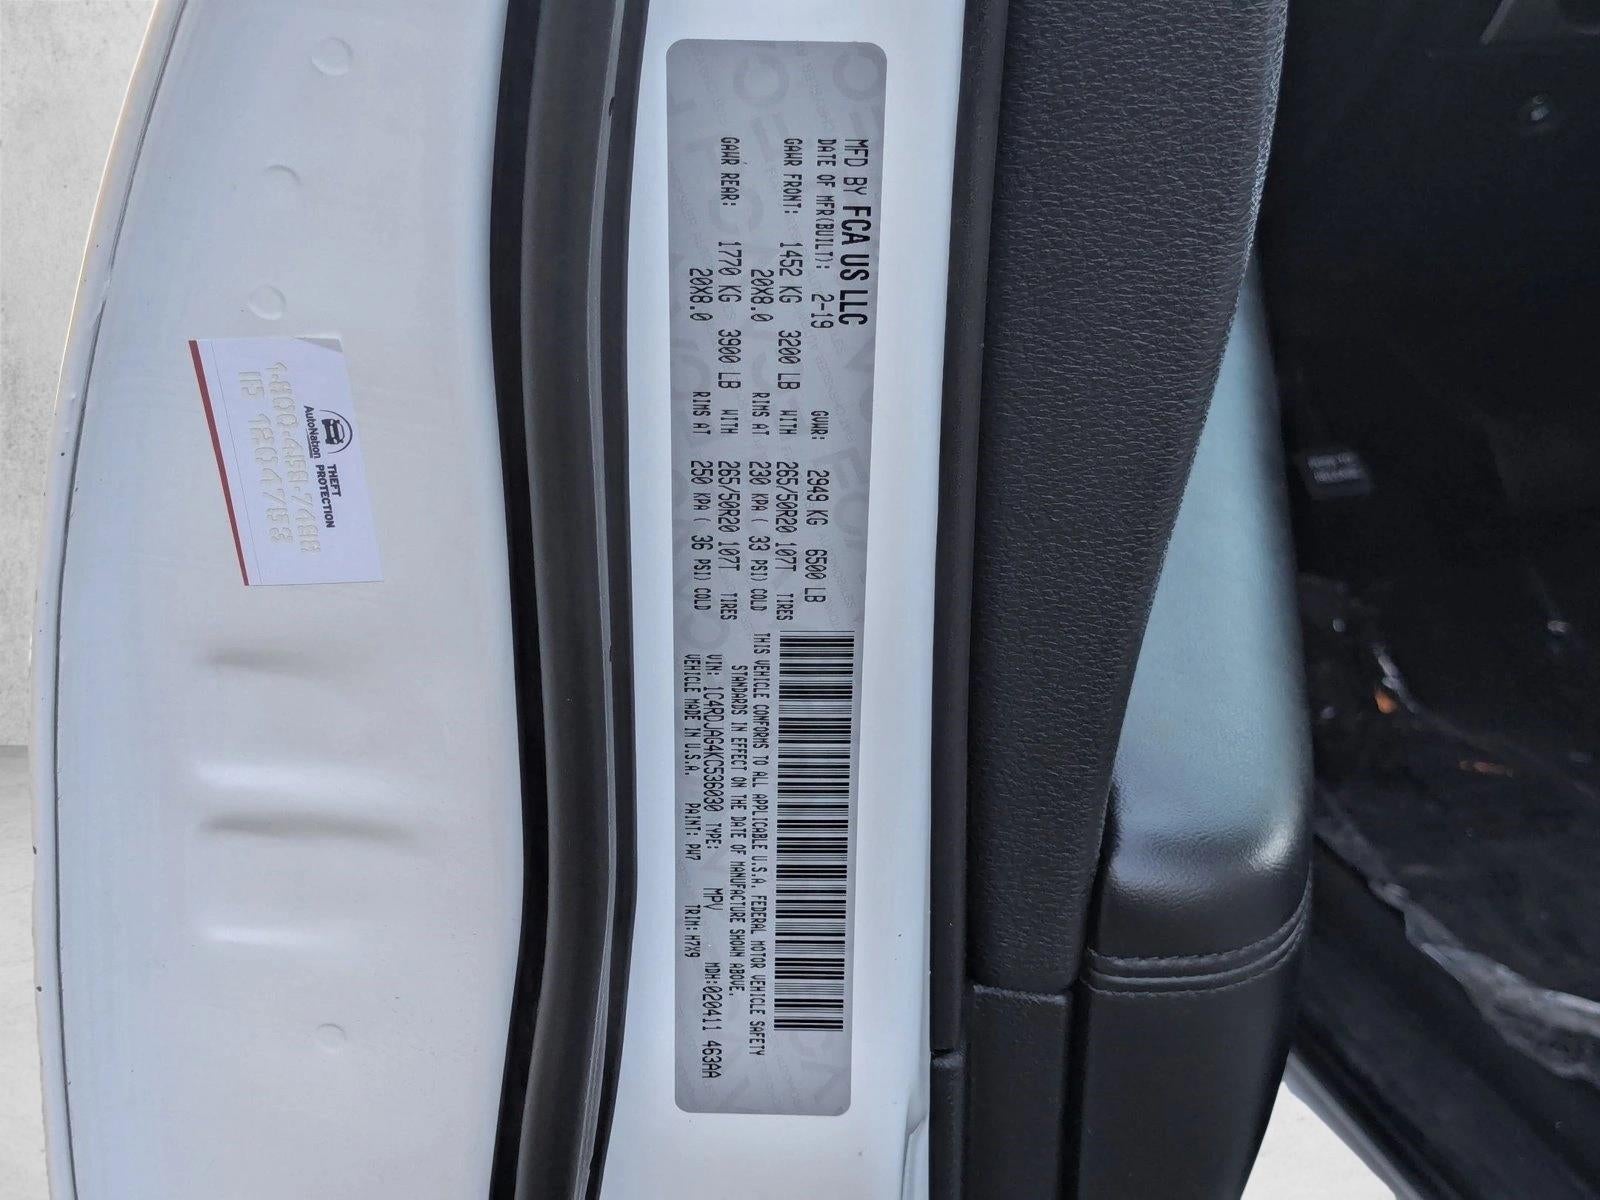 MFD BY FCA US LLC
DATE OF MFR(BUILT): 2-19 GVWR: 2949 KG 6500 LB
GAWR FRONT: 1452 KG 3200 LB WITH 265/50R20 107T TIRES
20X8.0 RIMS AT 230 KPA ( 33 PSI) COLD
GAWR REAR: 1770 KG 3900 LB WITH 265/50R20 107T TIRES
20X8.0 RIMS AT 250 KPA ( 36 PSI) COLD
THIS VEHICLE CONFORMS TO ALL APPLICABLE U.S.A. FEDERAL MOTOR VEHICLE SAFETY
STANDARDS IN EFFECT ON THE DATE OF MANUFACTURE SHOWN ABOVE.
VIN: 1C4RDJAG4KC536030 TYPE: MPV MDH:020411 463AA
VEHICLE MADE IN U.S.A. PAINT: PW7 TRIM: H7X9
AutoNation
THEFT
PROTECTION